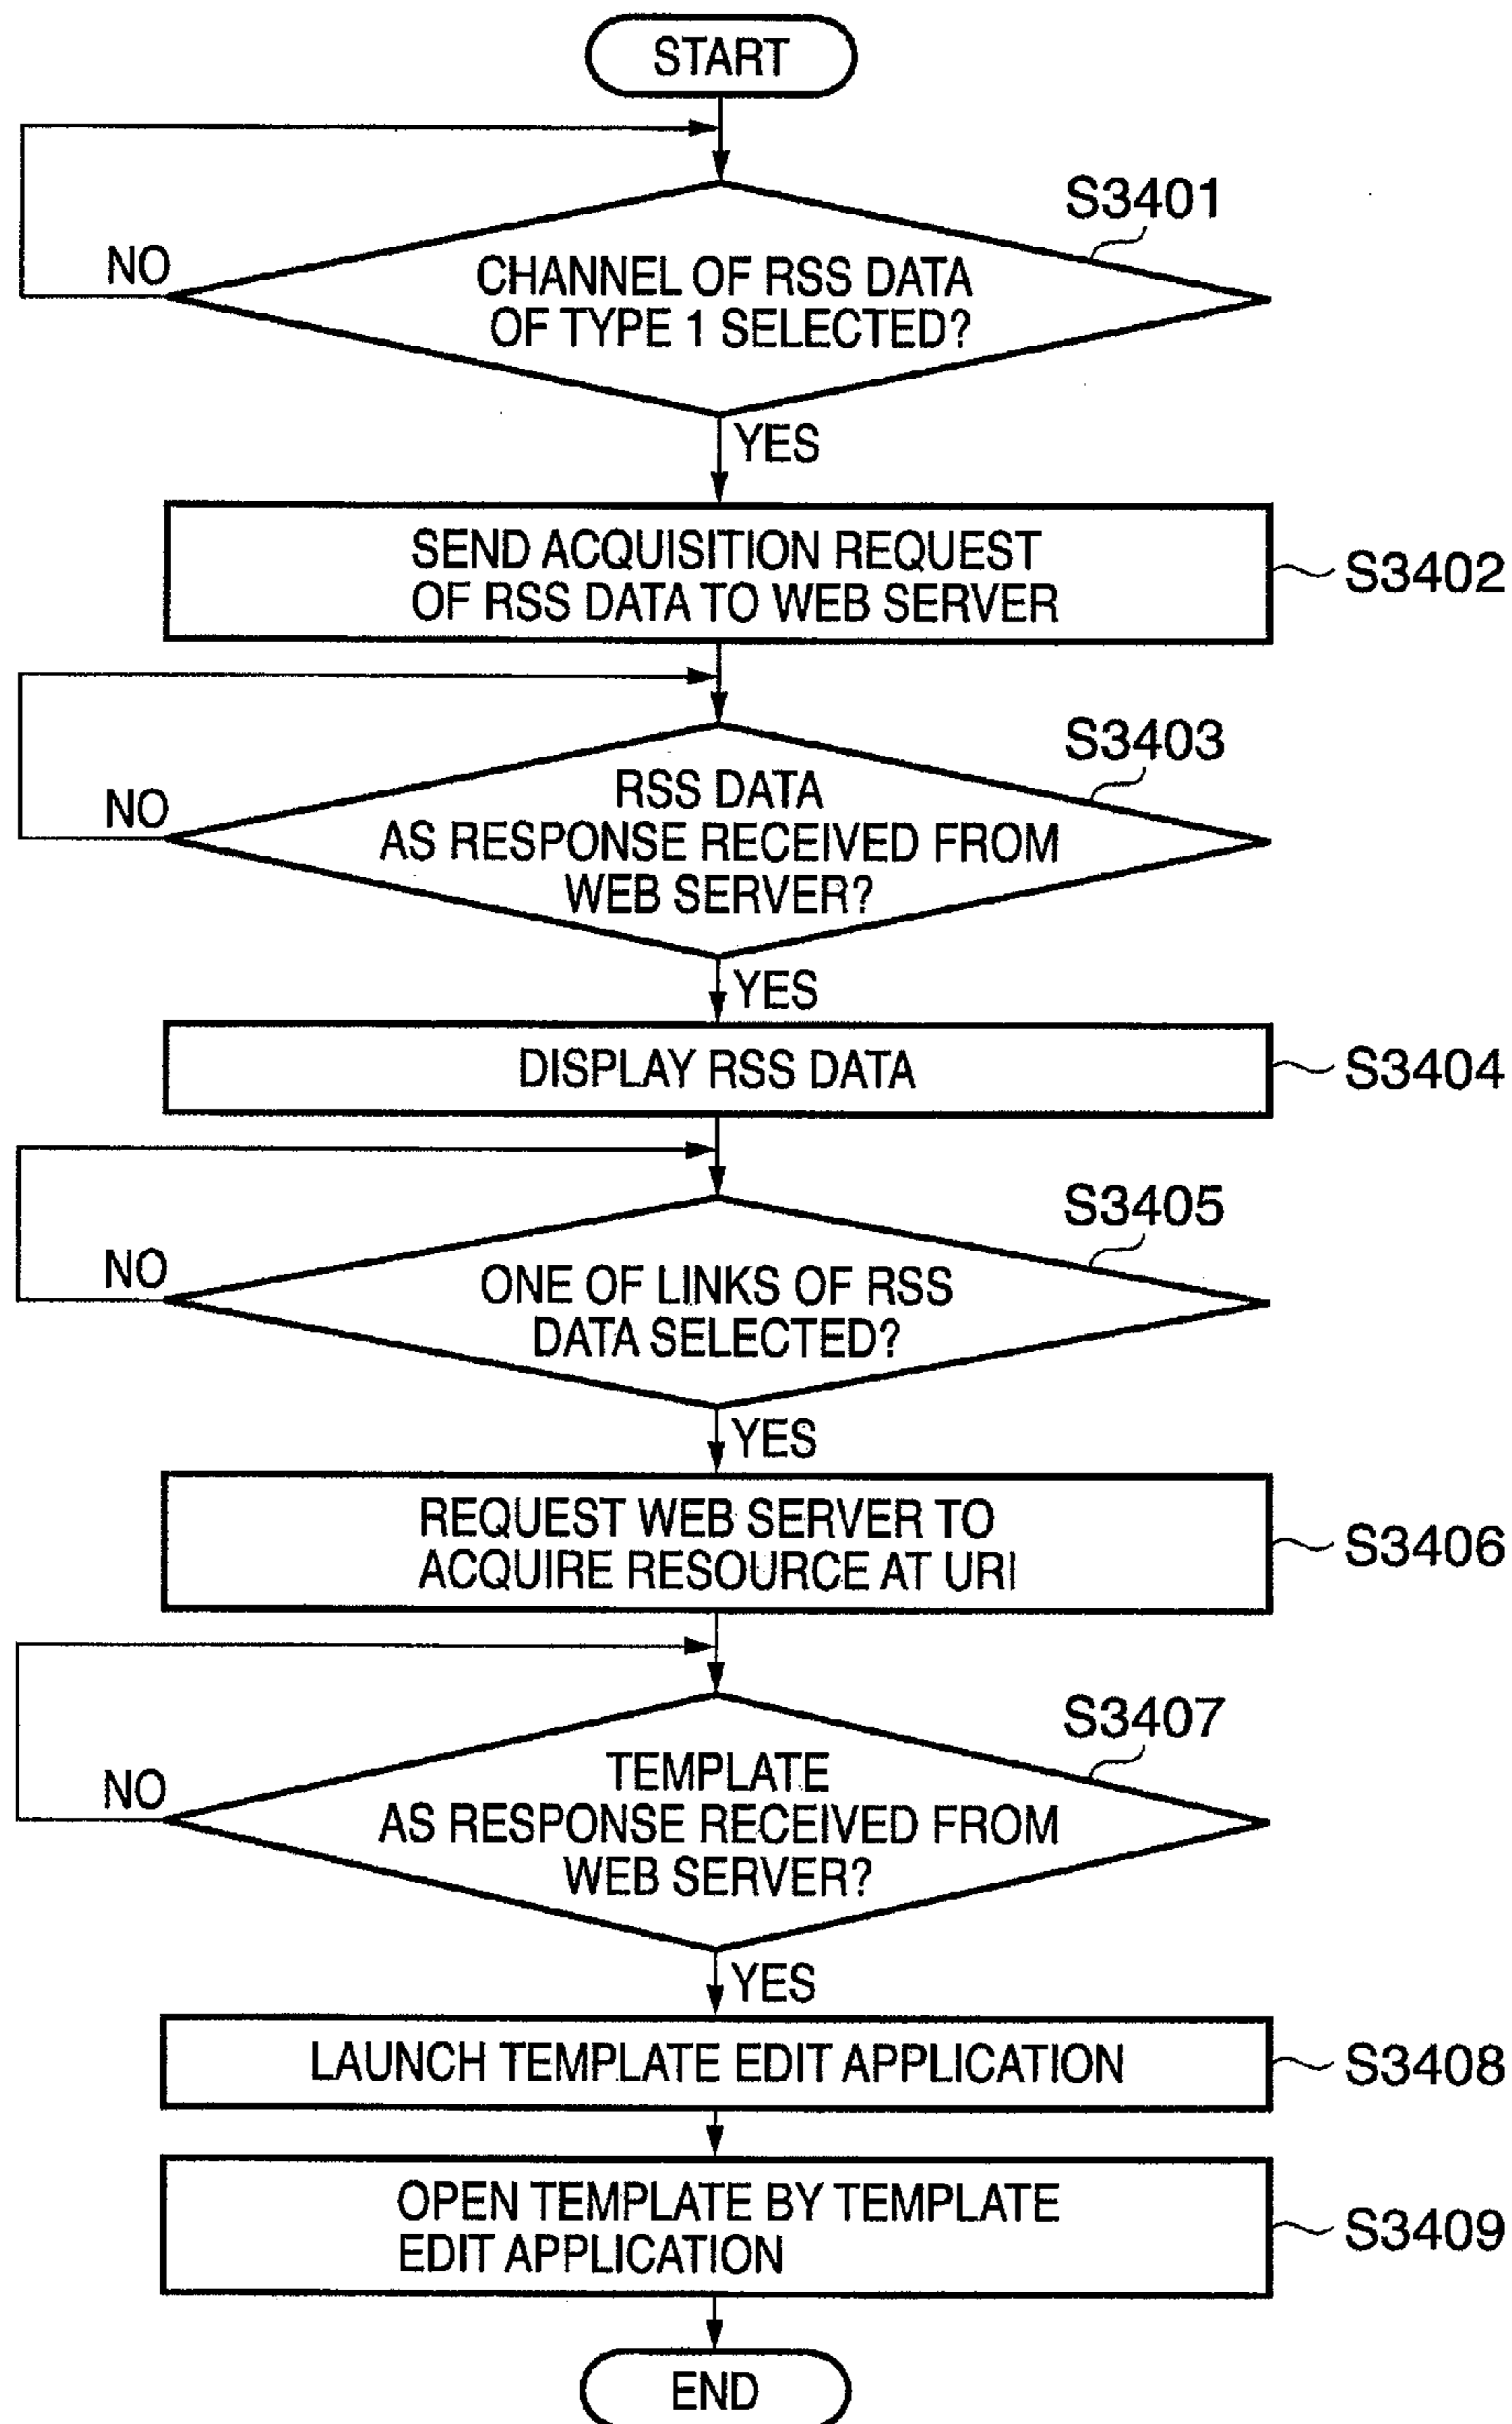 START
S3401
NO
CHANNEL OF RSS DATA
OF TYPE 1 SELECTED?
YES
SEND ACQUISITION REQUEST
OF RSS DATA TO WEB SERVER
S3402
S3403
NO
RSS DATA
AS RESPONSE RECEIVED FROM
WEB SERVER?
YES
DISPLAY RSS DATA
S3404
S3405
NO
ONE OF LINKS OF RSS
DATA SELECTED?
YES
REQUEST WEB SERVER TO
ACQUIRE RESOURCE AT URI
S3406
S3407
NO
TEMPLATE
AS RESPONSE RECEIVED FROM
WEB SERVER?
YES
LAUNCH TEMPLATE EDIT APPLICATION
S3408
OPEN TEMPLATE BY TEMPLATE
EDIT APPLICATION
S3409
END